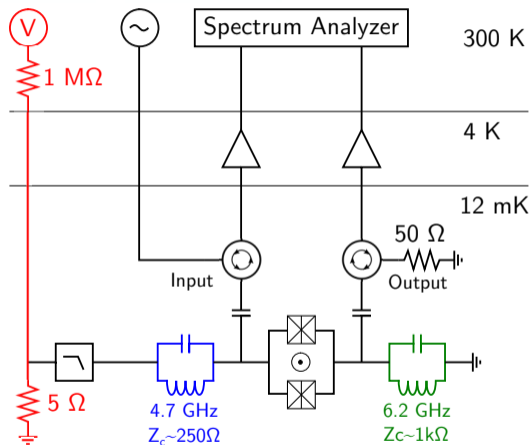 V
Spectrum Analyzer
300 K
1 MΩ
4 K
12 mK
50 Ω
Input
Output
5 Ω
4.7 GHz
Z_c~250Ω
6.2 GHz
Zc~1kΩ